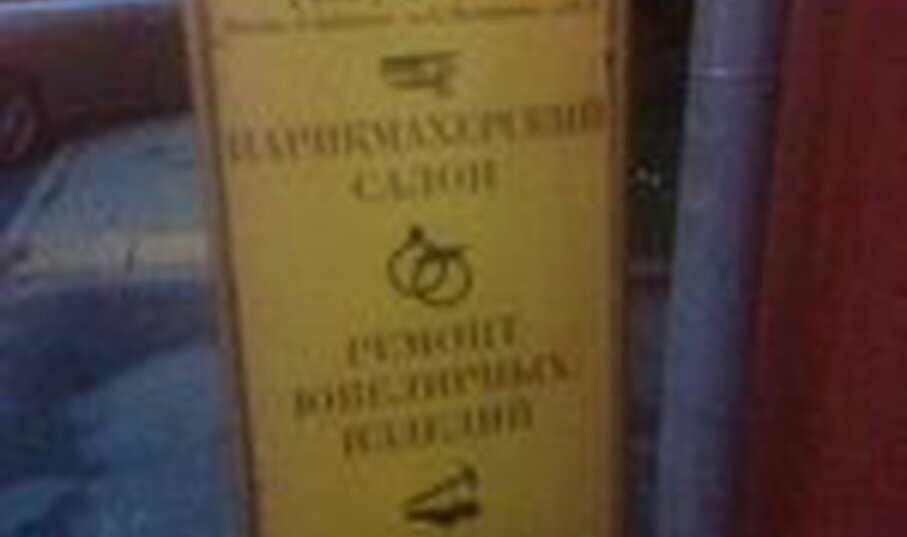 ПАРИКМАХЕРСКИЙ
САЛОН
РЕМОНТ
ЮВЕЛИРНЫХ
ИЗДЕЛИЙ